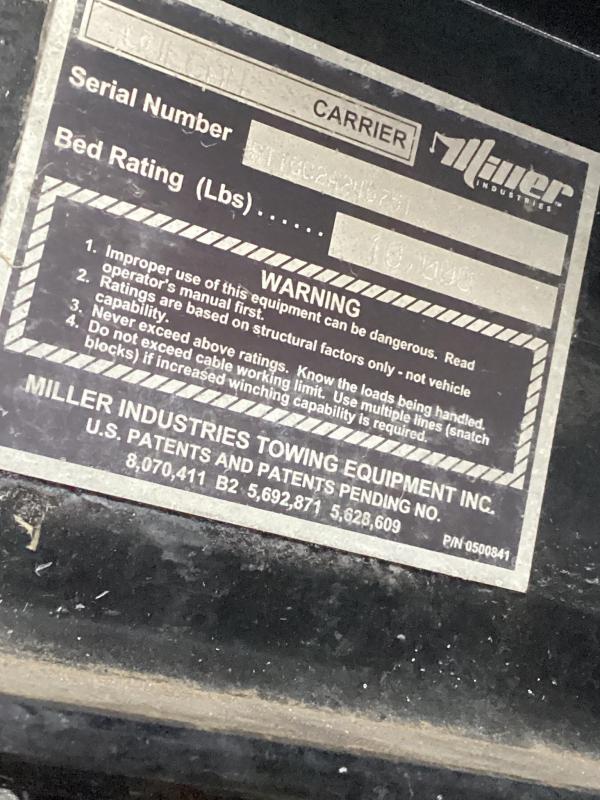 CARRIER
Miller
INDUSTRIES™
Serial Number
Bed Rating (Lbs)......
10,000
WARNING
1. Improper use of this equipment can be dangerous. Read
operator's manual first.
2. Ratings are based on structural factors only - not vehicle
capability.
3. Never exceed above ratings. Know the loads being handled.
4. Do not exceed cable working limit. Use multiple lines (snatch
blocks) if increased winching capability is required.
MILLER INDUSTRIES TOWING EQUIPMENT INC.
U.S. PATENTS AND PATENTS PENDING NO.
8,070,411 B2 5,692,871 5,628,609
P/N 0500841